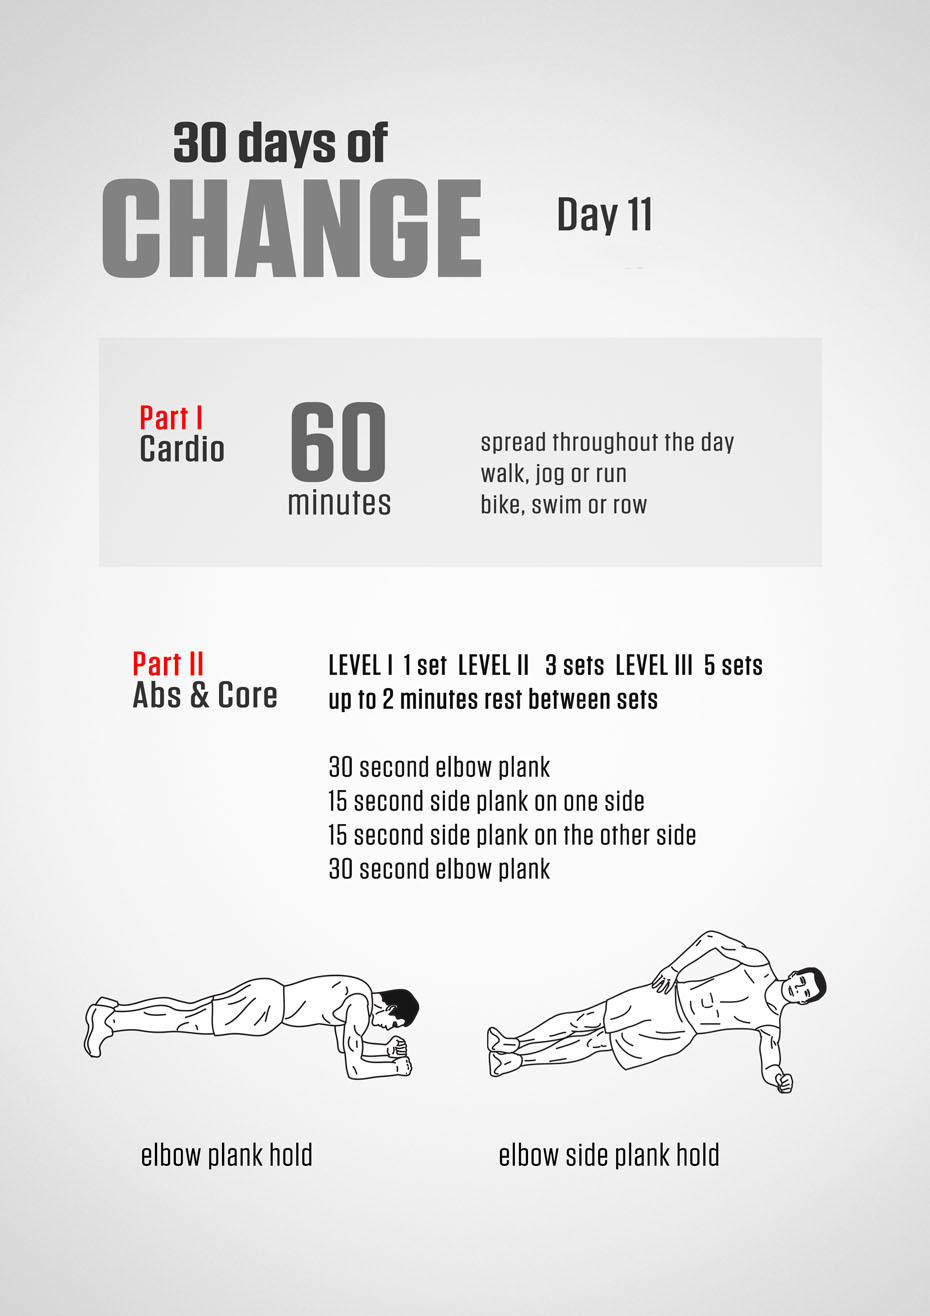 30 days of
CHANGE
Day 11
Part I
Cardio
60
minutes
spread throughout the day
walk, jog or run
bike, swim or row
Part II
Abs & Core
LEVEL I 1 set LEVEL II 3 sets LEVEL III 5 sets
up to 2 minutes rest between sets
30 second elbow plank
15 second side plank on one side
15 second side plank on the other side
30 second elbow plank
elbow plank hold
elbow side plank hold